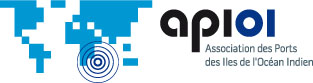 apioi
Association des Ports
des Iles de l'Océan Indien